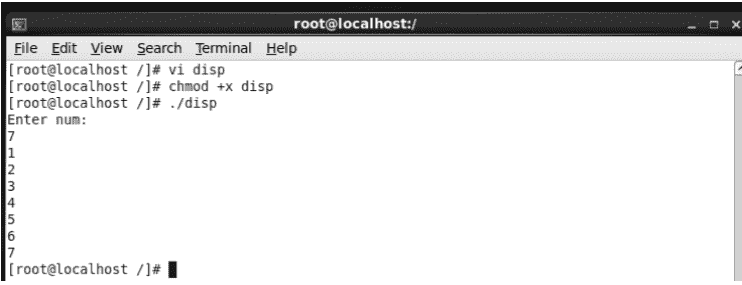 root@localhost:/
File Edit View Search Terminal Help
[root@localhost /]# vi disp
[root@localhost /]# chmod +x disp
[root@localhost /]# ./disp
Enter num:
7
1
2
3
4
5
6
7
[root@localhost /]#